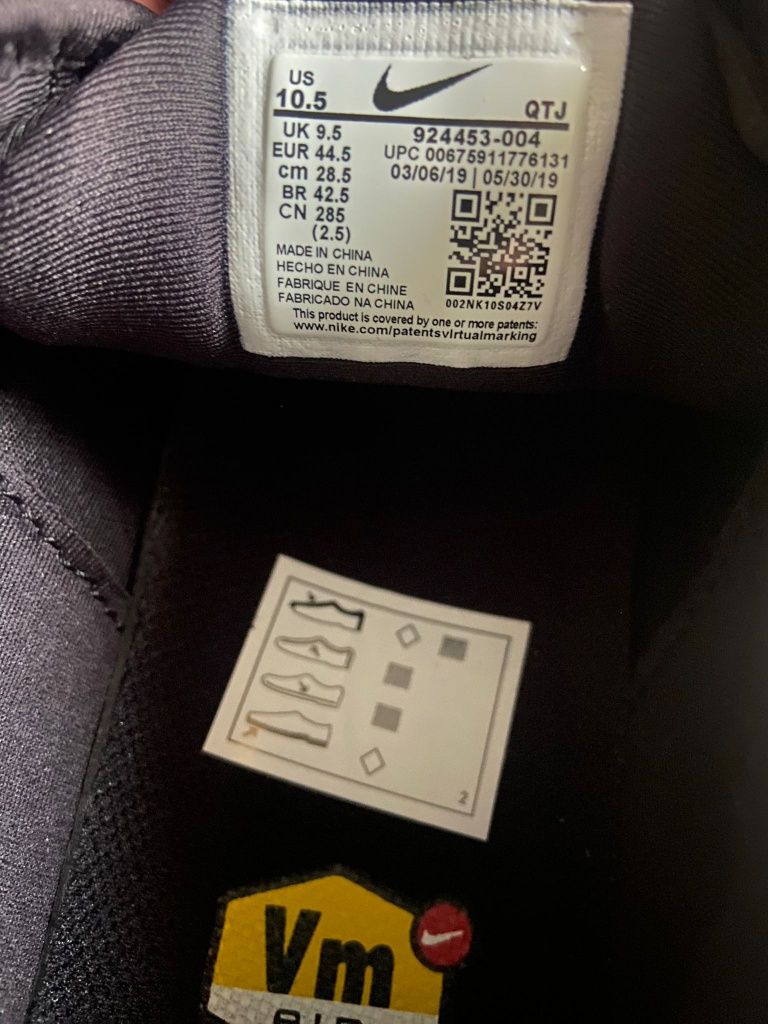 US
10.5
QTJ
UK 9.5
924453-004
EUR 44.5
UPC 00675911776131
cm 28.5
03/06/19 | 05/30/19
BR 42.5
CN 285
(2.5)
MADE IN CHINA
HECHO EN CHINA
FABRIQUE EN CHINE
FABRICADO NA CHINA
002NK10S04Z7V
This product is covered by one or more patents:
www.nike.com/patentsvirtualmarking
2
Vm